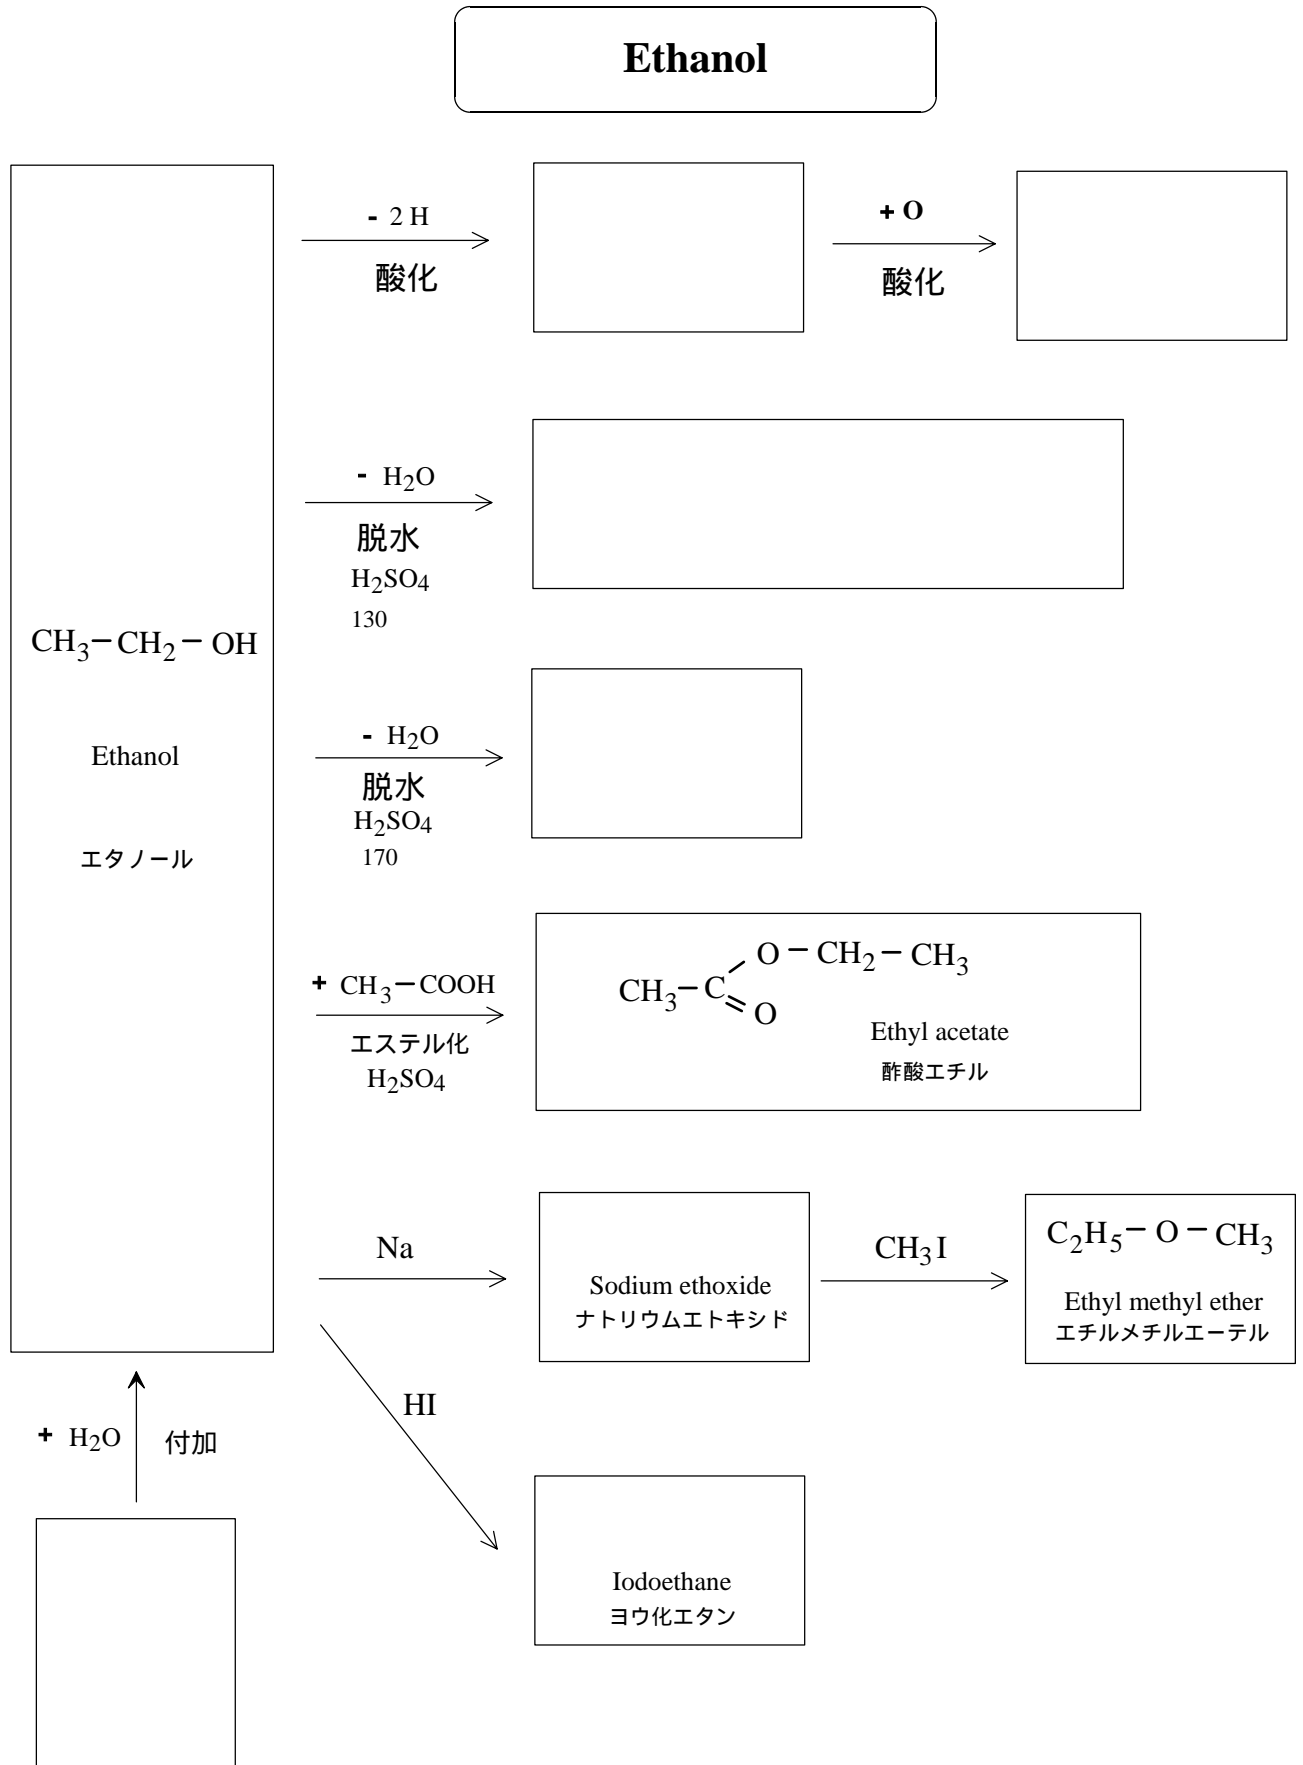 Ethanol
- 2 H
酸化
+ O
酸化
- H₂O
脱水
H₂SO₄
130
CH₃－CH₂－OH
Ethanol
エタノール
- H₂O
脱水
H₂SO₄
170
+ CH₃－COOH
エステル化
H₂SO₄
O－CH₂－CH₃
CH₃－C
O
Ethyl acetate
酢酸エチル
Na
Sodium ethoxide
ナトリウムエトキシド
CH₃I
C₂H₅－O－CH₃
Ethyl methyl ether
エチルメチルエーテル
HI
Iodoethane
ヨウ化エタン
+ H₂O
付加